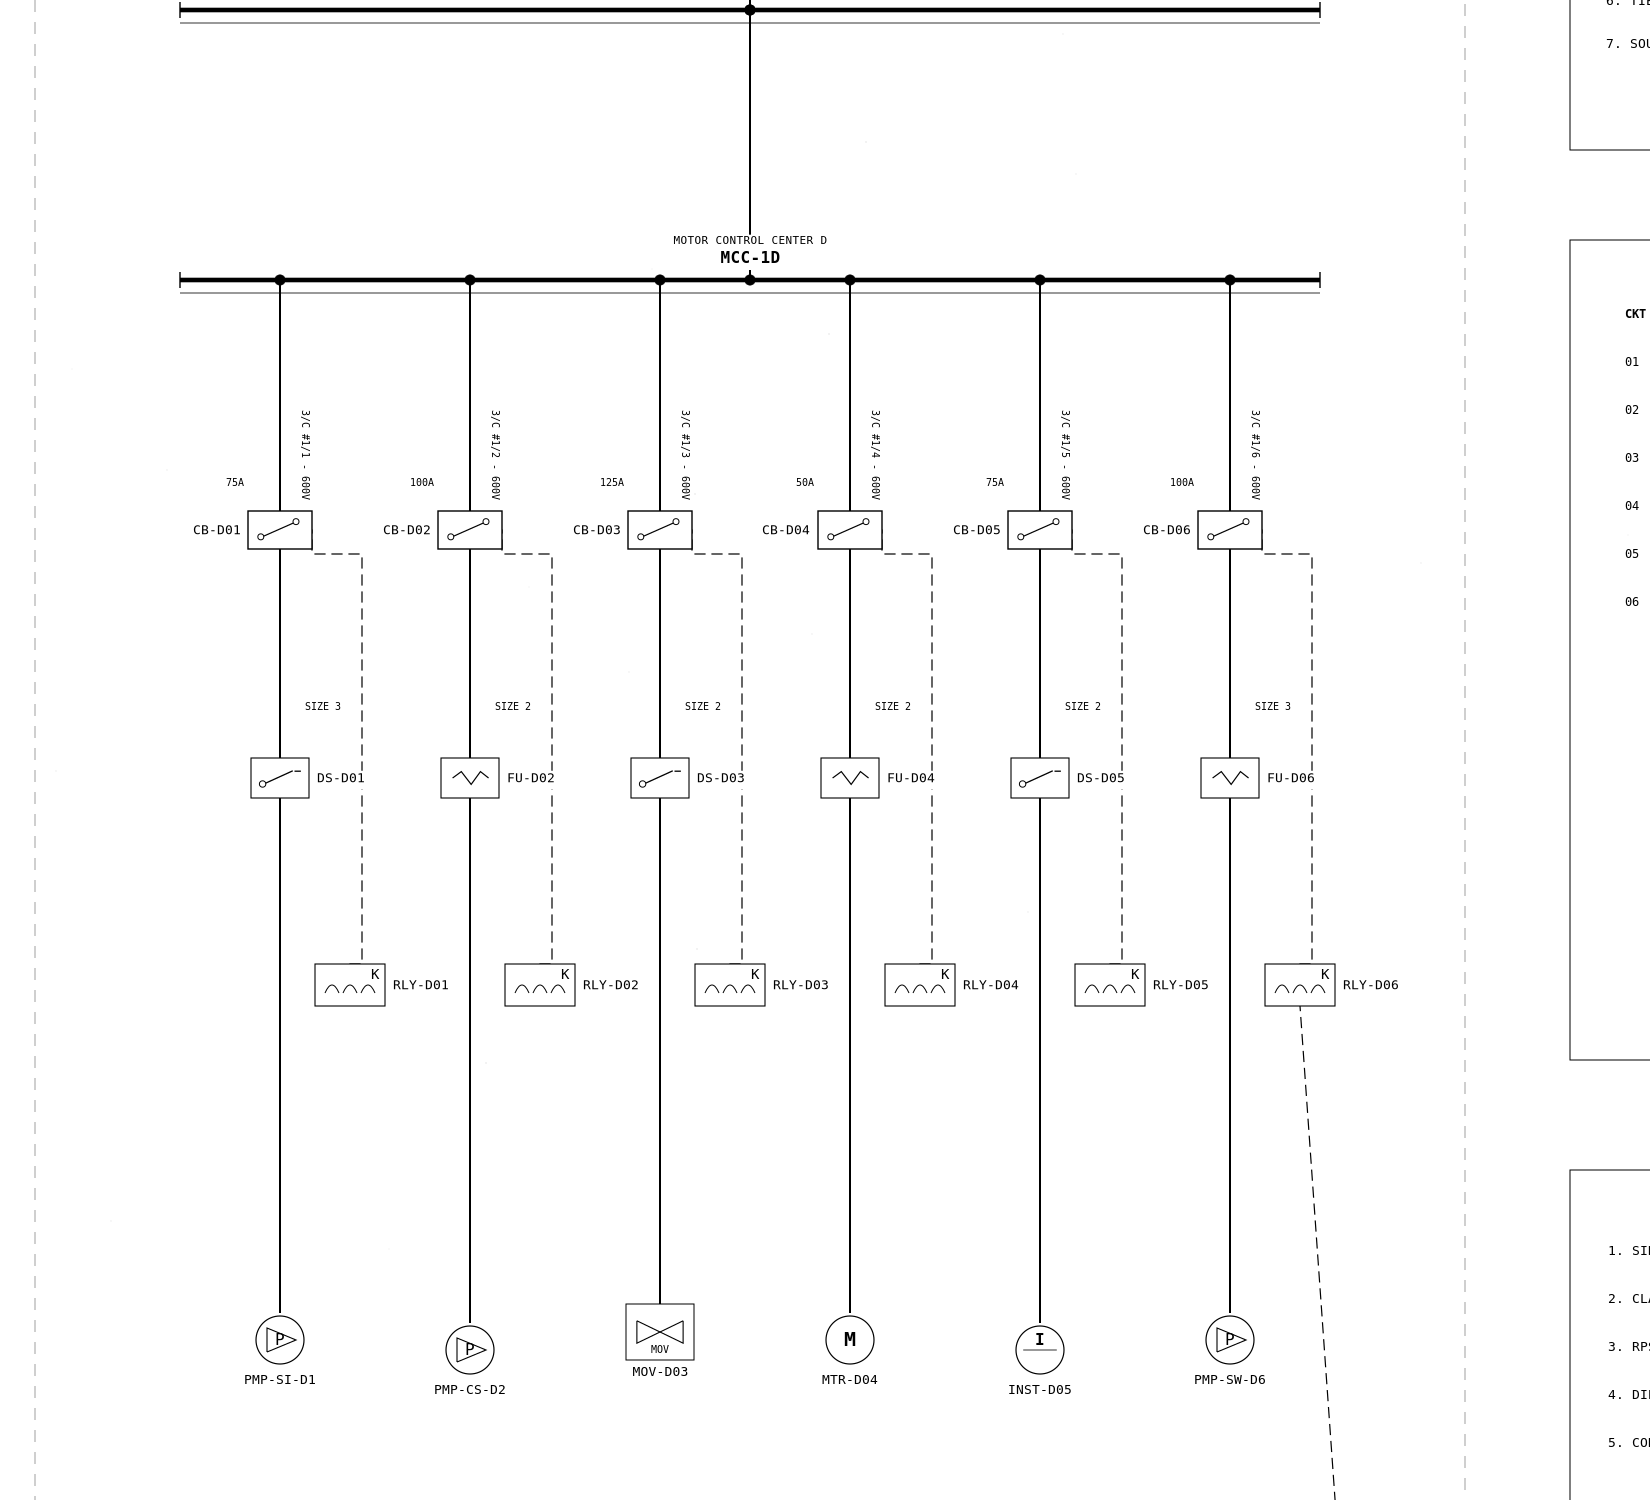 7. SOU
MOTOR CONTROL CENTER D
MCC-1D
3/C #1/1 - 600V
3/C #1/2 - 600V
3/C #1/3 - 600V
3/C #1/4 - 600V
3/C #1/5 - 600V
3/C #1/6 - 600V
75A 100A 125A 50A 75A 100A
CB-D01 CB-D02 CB-D03 CB-D04 CB-D05 CB-D06
SIZE 3 SIZE 2 SIZE 2 SIZE 2 SIZE 2 SIZE 3
DS-D01 FU-D02 DS-D03 FU-D04 DS-D05 FU-D06
K K K K K K
RLY-D01 RLY-D02 RLY-D03 RLY-D04 RLY-D05 RLY-D06
P P MOV M I P
PMP-SI-D1 PMP-CS-D2 MOV-D03 MTR-D04 INST-D05 PMP-SW-D6
CKT
01
02
03
04
05
06
1.
2. CLA
3. RPS
4.
5.